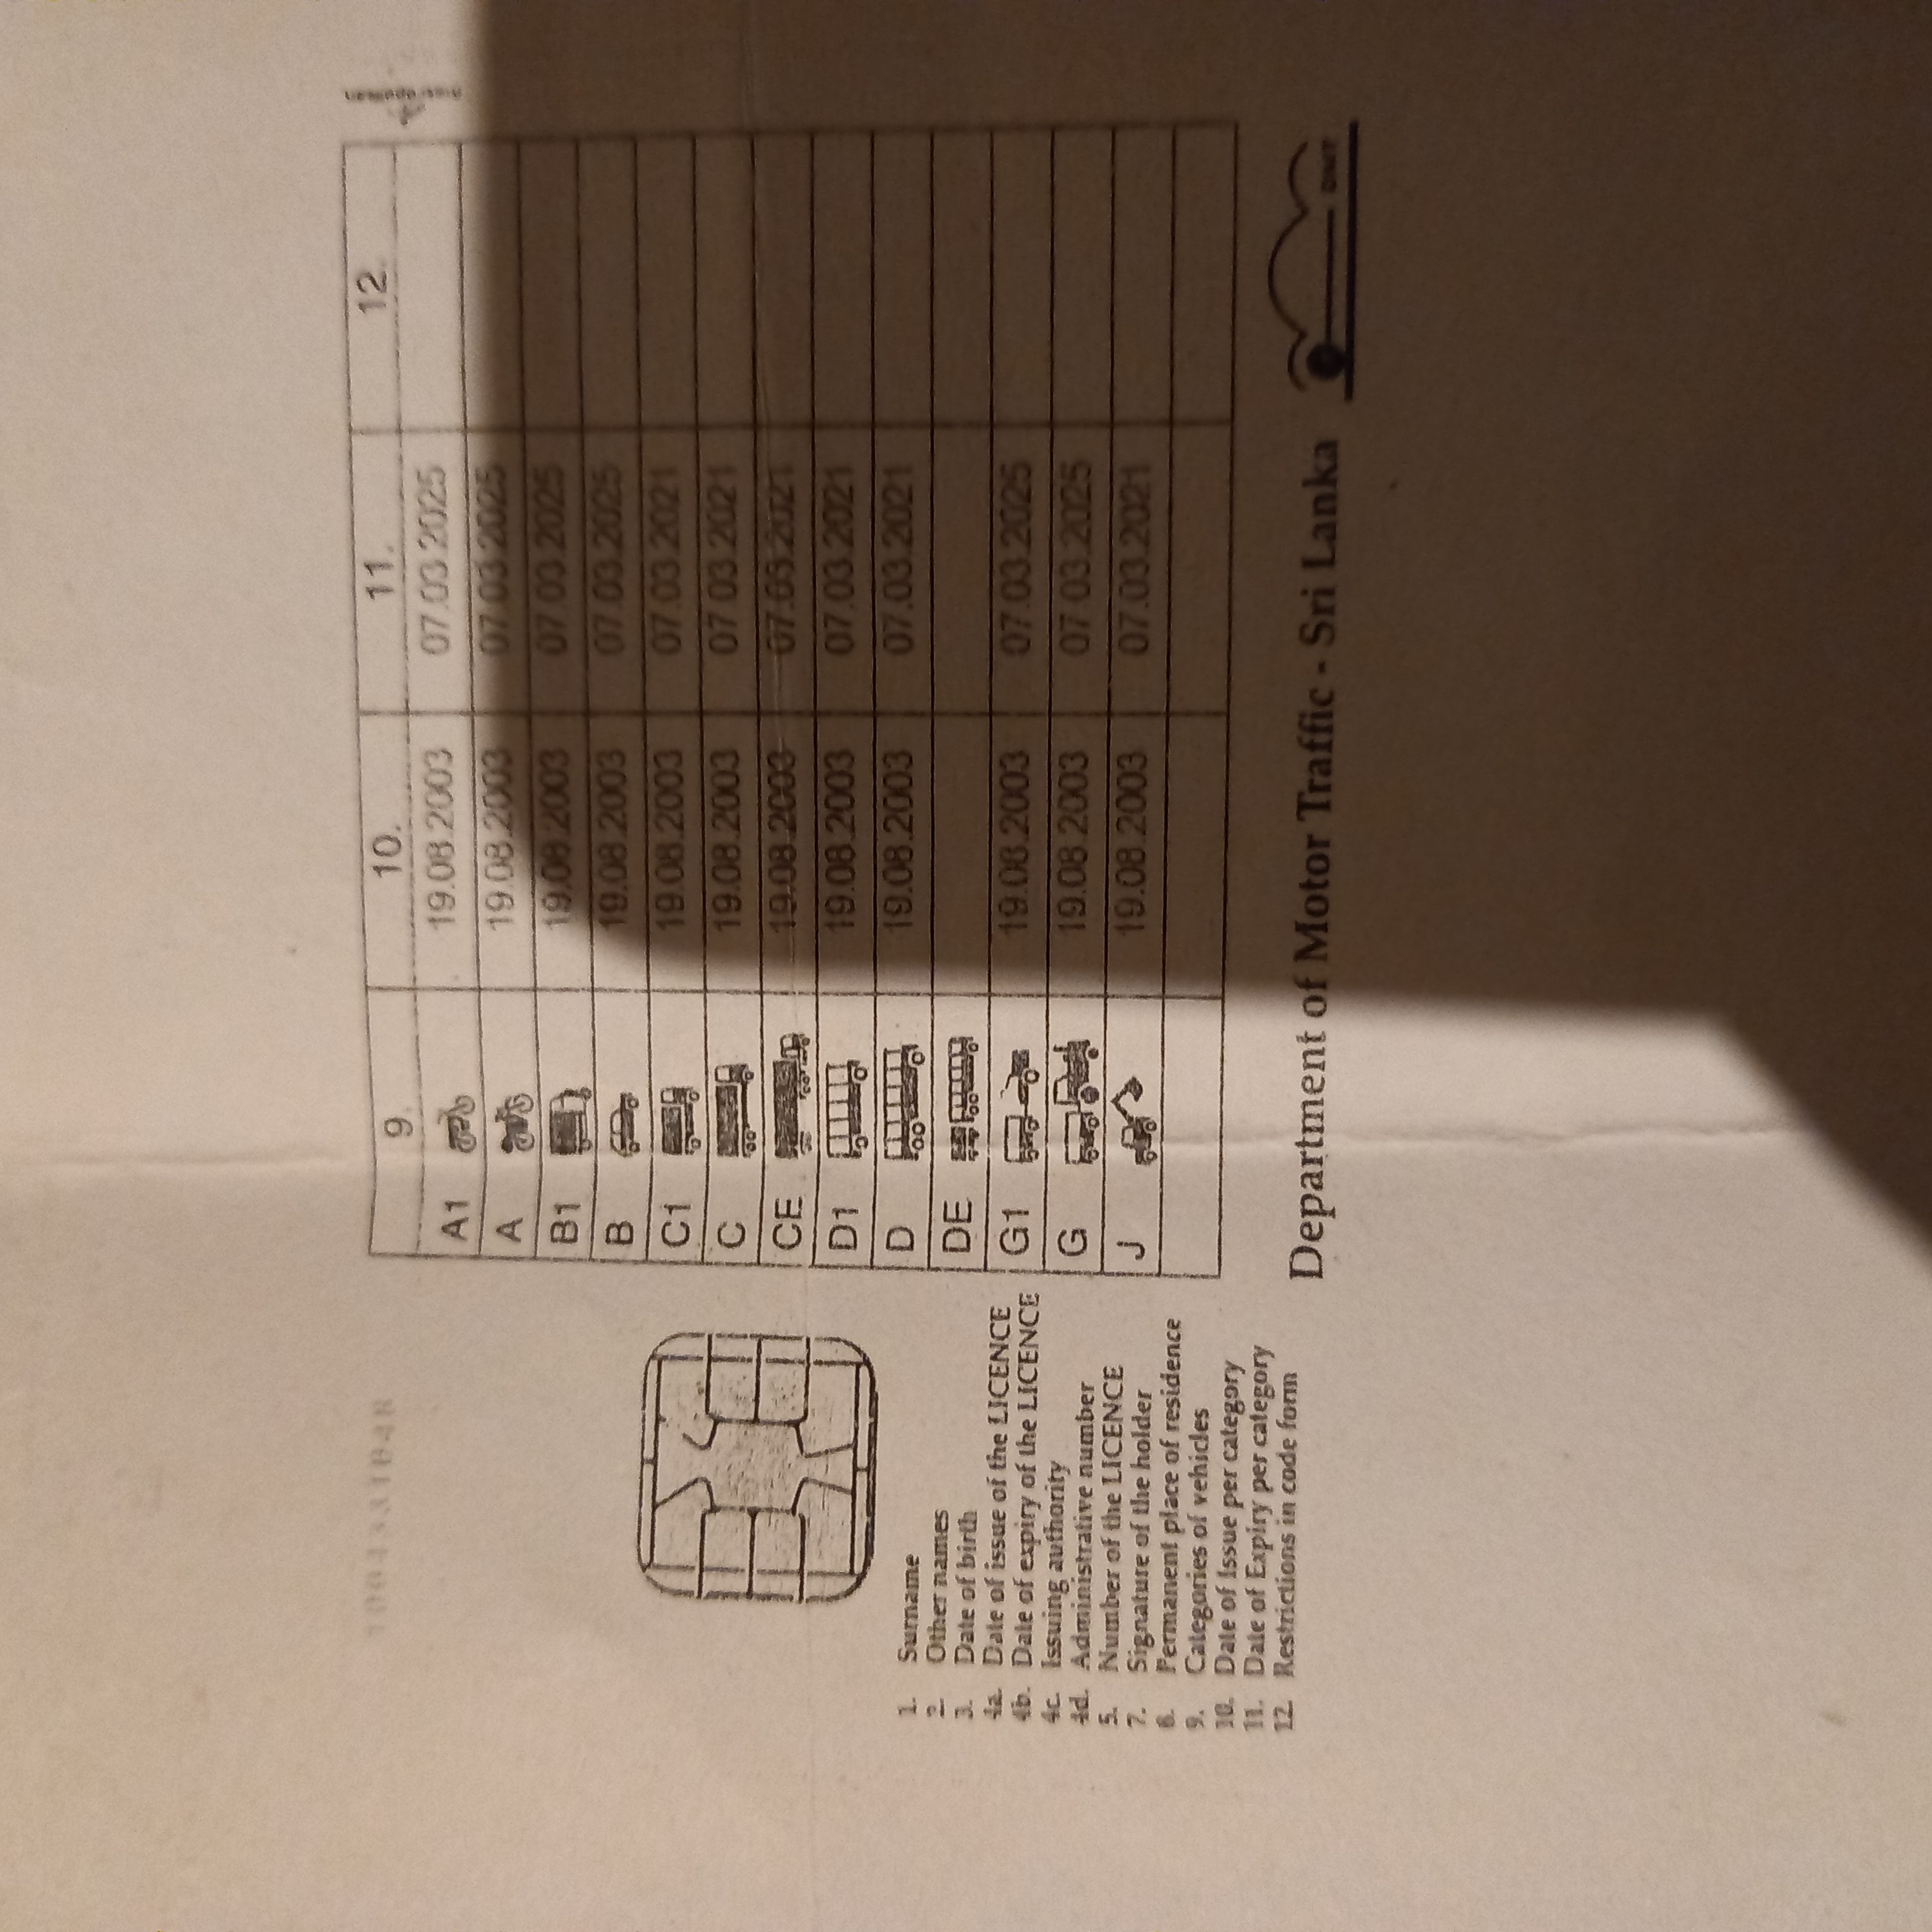 1004331048
9. 10. 11. 12.
A1 19.08.2003 07.03.2025
A 19.08.2003 07.03.2025
B1 19.08.2003 07.03.2025
B 19.08.2003 07.03.2025
C1 19.08.2003 07.03.2021
C 19.08.2003 07.03.2021
CE 19.08.2003 07.03.2021
D1 19.08.2003 07.03.2021
D 19.08.2003 07.03.2021
DE
G1 19.08.2003 07.03.2025
G 19.08.2003 07.03.2025
J 19.08.2003 07.03.2021
1. Surname
2. Other names
3. Date of birth
4a. Date of issue of the LICENCE
4b. Date of expiry of the LICENCE
4c. Issuing authority
4d. Administrative number
5. Number of the LICENCE
7. Signature of the holder
8. Permanent place of residence
9. Categories of vehicles
10. Date of Issue per category
11. Date of Expiry per category
12. Restrictions in code form
Department of Motor Traffic - Sri Lanka
DMT